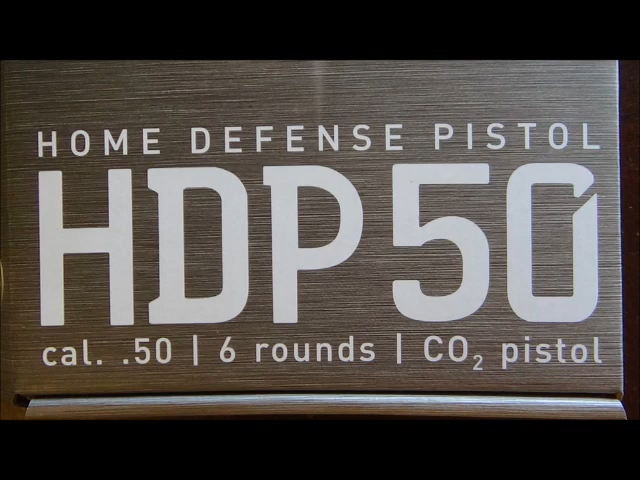 HOME DEFENSE PISTOL
HDP 50
cal. .50 | 6 rounds | CO₂ pistol